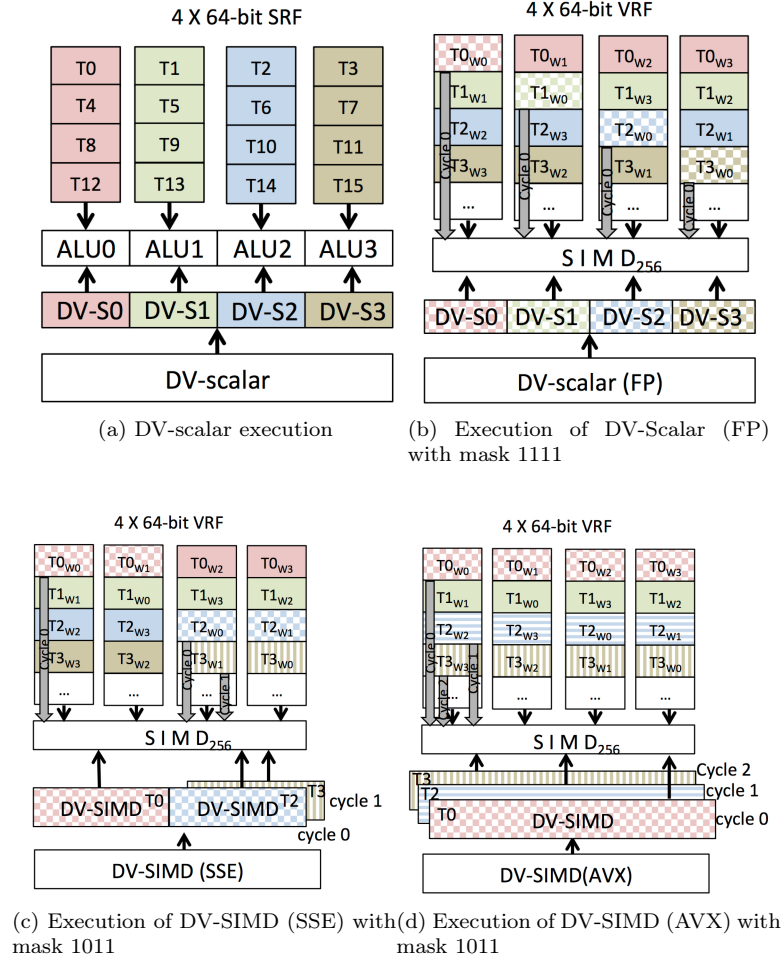 4 X 64-bit SRF
T0 T1 T2 T3
T4 T5 T6 T7
T8 T9 T10 T11
T12 T13 T14 T15
ALU0 ALU1 ALU2 ALU3
DV-S0 DV-S1 DV-S2 DV-S3
DV-scalar
(a) DV-scalar execution
4 X 64-bit VRF
T0W0 T0W1 T0W2 T0W3
T1W1 T1W0 T1W3 T1W2
T2W2 T2W3 T2W0 T2W1
T3W3 T3W2 T3W1 T3W0
... ... ... ...
Cycle 0 Cycle 0 Cycle 0 Cycle 0
S I M D256
DV-S0 DV-S1 DV-S2 DV-S3
DV-scalar (FP)
(b) Execution of DV-Scalar (FP)
with mask 1111
4 X 64-bit VRF
T0W0 T0W1 T0W2 T0W3
T1W1 T1W0 T1W3 T1W2
T2W2 T2W3 T2W0 T2W1
T3W3 T3W2 T3W1 T3W0
... ... ... ...
Cycle 0 Cycle 0 Cycle 1
S I M D256
DV-SIMD T0 DV-SIMD T2 T3
cycle 1
cycle 0
DV-SIMD (SSE)
(c) Execution of DV-SIMD (SSE) with
mask 1011
4 X 64-bit VRF
T0W0 T0W1 T0W2 T0W3
T1W1 T1W0 T1W3 T1W2
T2W2 T2W3 T2W0 T2W1
T3W3 T3W2 T3W1 T3W0
... ... ... ...
Cycle 0 Cycle 2 Cycle 1
S I M D256
T3 Cycle 2
T2 cycle 1
T0 DV-SIMD cycle 0
DV-SIMD(AVX)
(d) Execution of DV-SIMD (AVX) with
mask 1011